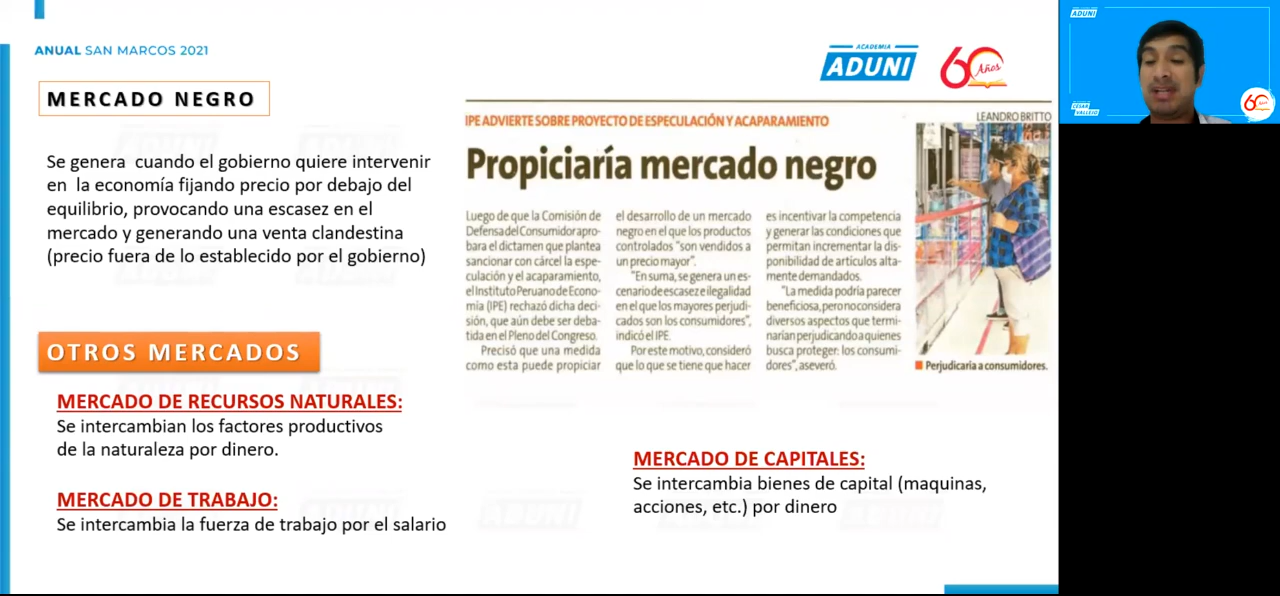 ANUAL SAN MARCOS 2021
ACADEMIA
ADUNI
60 Años
MERCADO NEGRO
Se genera cuando el gobierno quiere intervenir
en la economía fijando precio por debajo del
equilibrio, provocando una escasez en el
mercado y generando una venta clandestina
(precio fuera de lo establecido por el gobierno)
IPE ADVIERTE SOBRE PROYECTO DE ESPECULACIÓN Y ACAPARAMIENTO
Propiciaría mercado negro
Luego de que la Comisión de
Defensa del Consumidor apro-
bara el dictamen que plantea
sancionar con cárcel la espe-
culación y el acaparamiento,
el Instituto Peruano de Econo-
mía (IPE) rechazó dicha deci-
sión, que aún debe ser deba-
tida en el Pleno del Congreso.
Precisó que una medida
como esta puede propiciar
el desarrollo de un mercado
negro en el que los productos
controlados "son vendidos a
un precio mayor".
"En suma, se genera un es-
cenario de escasez e ilegalidad
en el que los mayores perjudi-
cados son los consumidores",
indicó el IPE.
Por este motivo, consideró
que lo que se tiene que hacer
es incentivar la competencia
y generar las condiciones que
permitan incrementar la dis-
ponibilidad de artículos alta-
mente demandados.
"La medida podría parecer
beneficiosa, pero no considera
diversos aspectos que termi-
narían perjudicando a quienes
busca proteger: los consumi-
dores", aseveró.
LEANDRO BRITTO
Perjudicaria a consumidores.
OTROS MERCADOS
MERCADO DE RECURSOS NATURALES:
Se intercambian los factores productivos
de la naturaleza por dinero.
MERCADO DE TRABAJO:
Se intercambia la fuerza de trabajo por el salario
MERCADO DE CAPITALES:
Se intercambia bienes de capital (maquinas,
acciones, etc.) por dinero
ADUNI
CESAR
VALLEJO
60